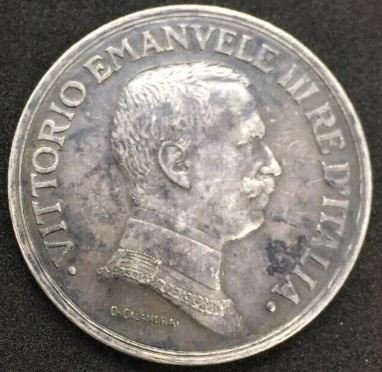 · VITTORIO EMANVELE III RE D'ITALIA ·
D. CALANDRA